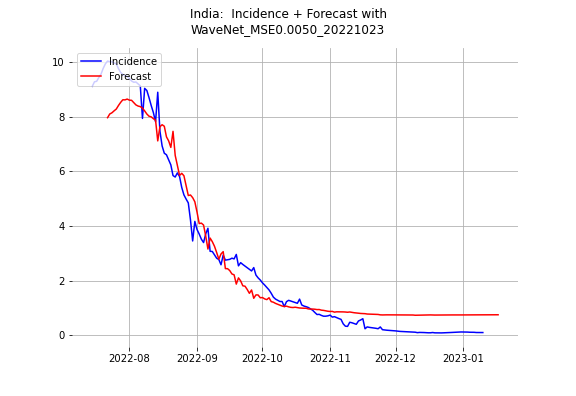 India:  Incidence + Forecast with
WaveNet_MSE0.0050_20221023
Incidence
Forecast
10
8
6
4
2
0
2022-08 2022-09 2022-10 2022-11 2022-12 2023-01